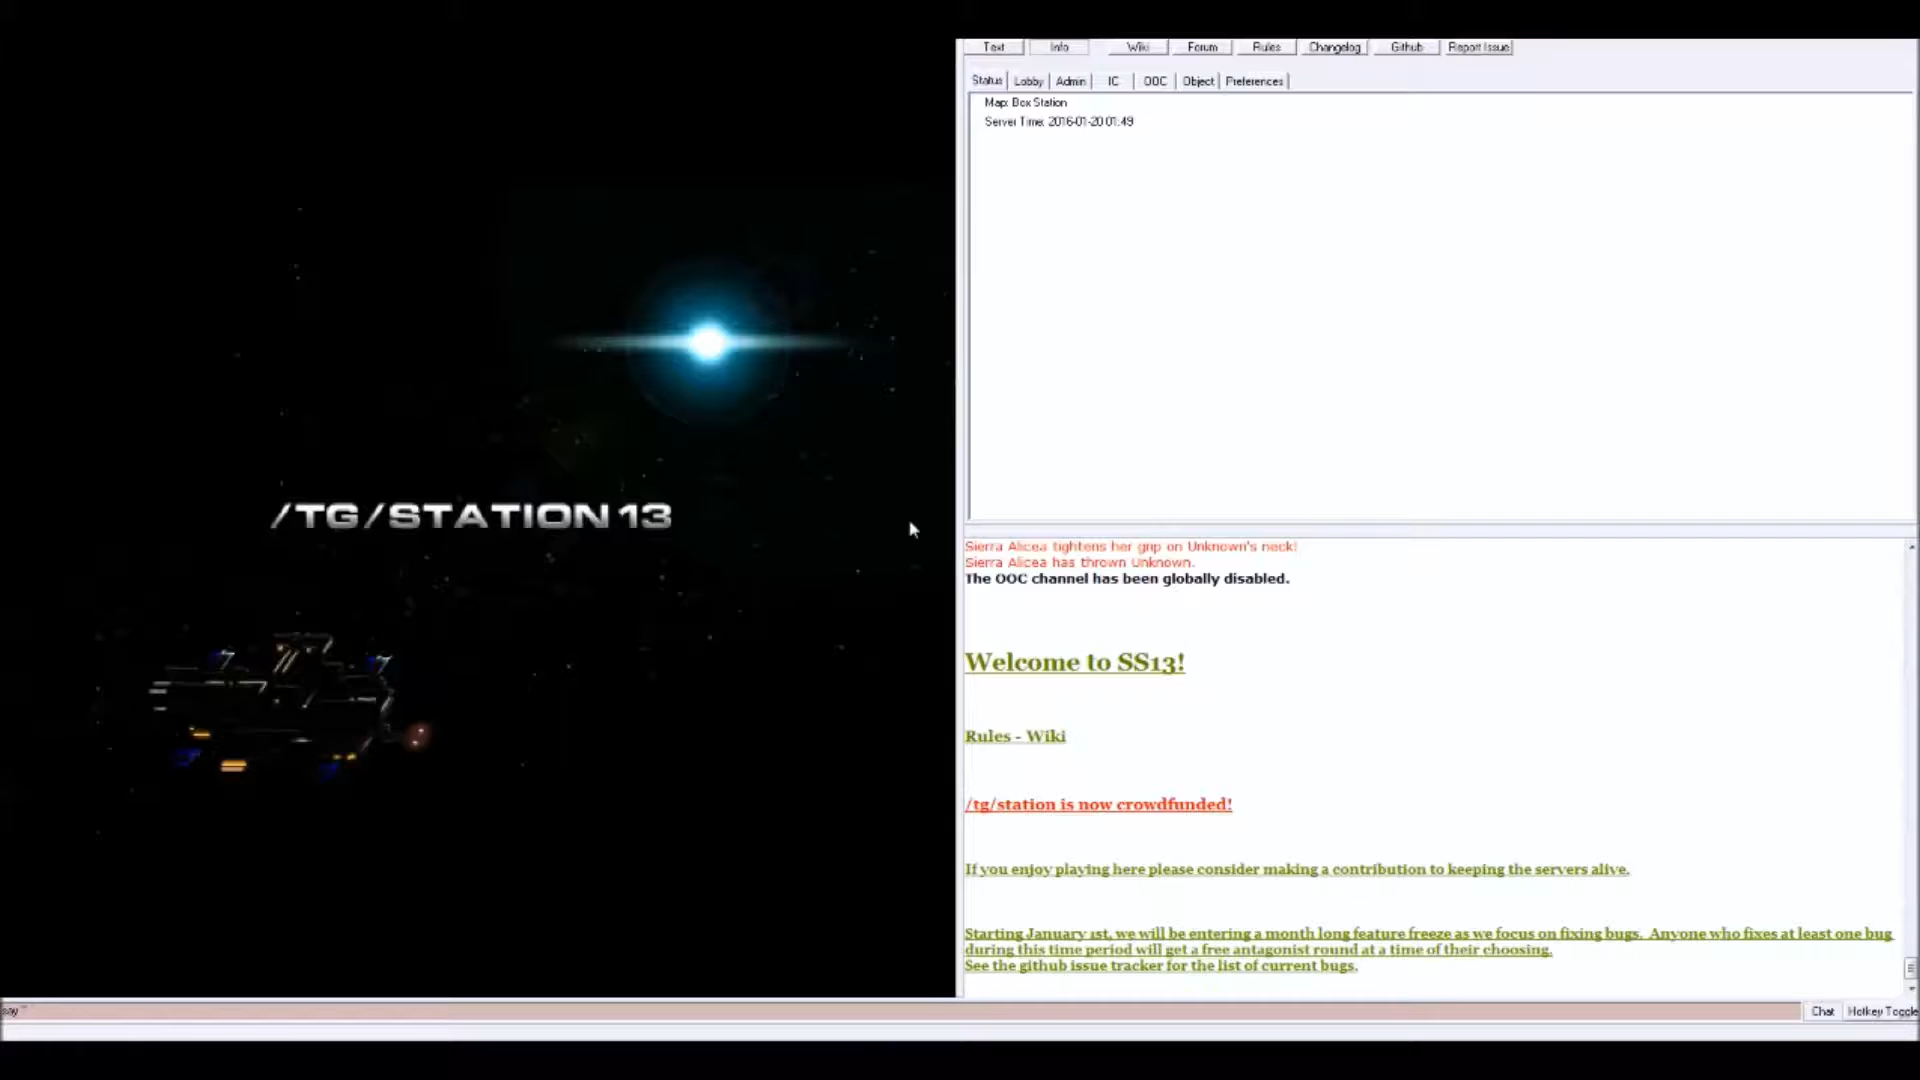 Text Info Wiki Forum Rules Changelog Github Report Issue
Status Lobby Admin IC OOC Object Preferences
Map: Box Station
Server Time: 2016-01-20 01:49
/TG/STATION 13
Sierra Alicea tightens her grip on Unknown's neck!
Sierra Alicea has thrown Unknown.
The OOC channel has been globally disabled.
Welcome to SS13!
Rules - Wiki
/tg/station is now crowdfunded!
If you enjoy playing here please consider making a contribution to keeping the servers alive.
Starting January 1st, we will be entering a month long feature freeze as we focus on fixing bugs. Anyone who fixes at least one bug
during this time period will get a free antagonist round at a time of their choosing.
See the github issue tracker for the list of current bugs.
say "
Chat Hotkey Toggle